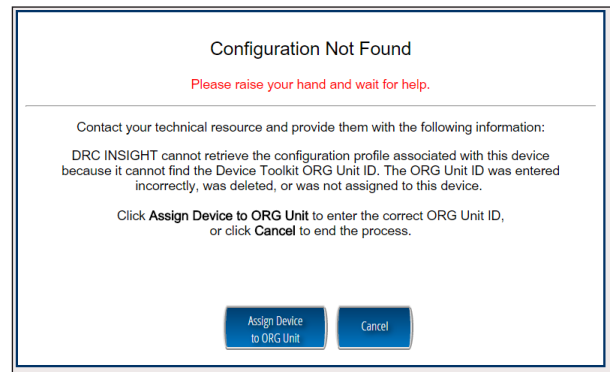 Configuration Not Found
Please raise your hand and wait for help.
Contact your technical resource and provide them with the following information:
DRC INSIGHT cannot retrieve the configuration profile associated with this device
because it cannot find the Device Toolkit ORG Unit ID. The ORG Unit ID was entered
incorrectly, was deleted, or was not assigned to this device.
Click Assign Device to ORG Unit to enter the correct ORG Unit ID,
or click Cancel to end the process.
Assign Device
to ORG Unit
Cancel